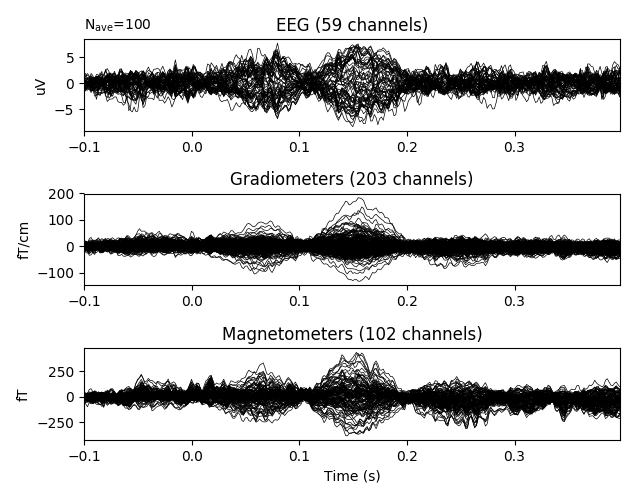 N_ave=100
EEG (59 channels)
uV
5
0
−5
−0.1 0.0 0.1 0.2 0.3
Gradiometers (203 channels)
fT/cm
200
100
0
−100
−0.1 0.0 0.1 0.2 0.3
Magnetometers (102 channels)
fT
250
0
−250
−0.1 0.0 0.1 0.2 0.3
Time (s)